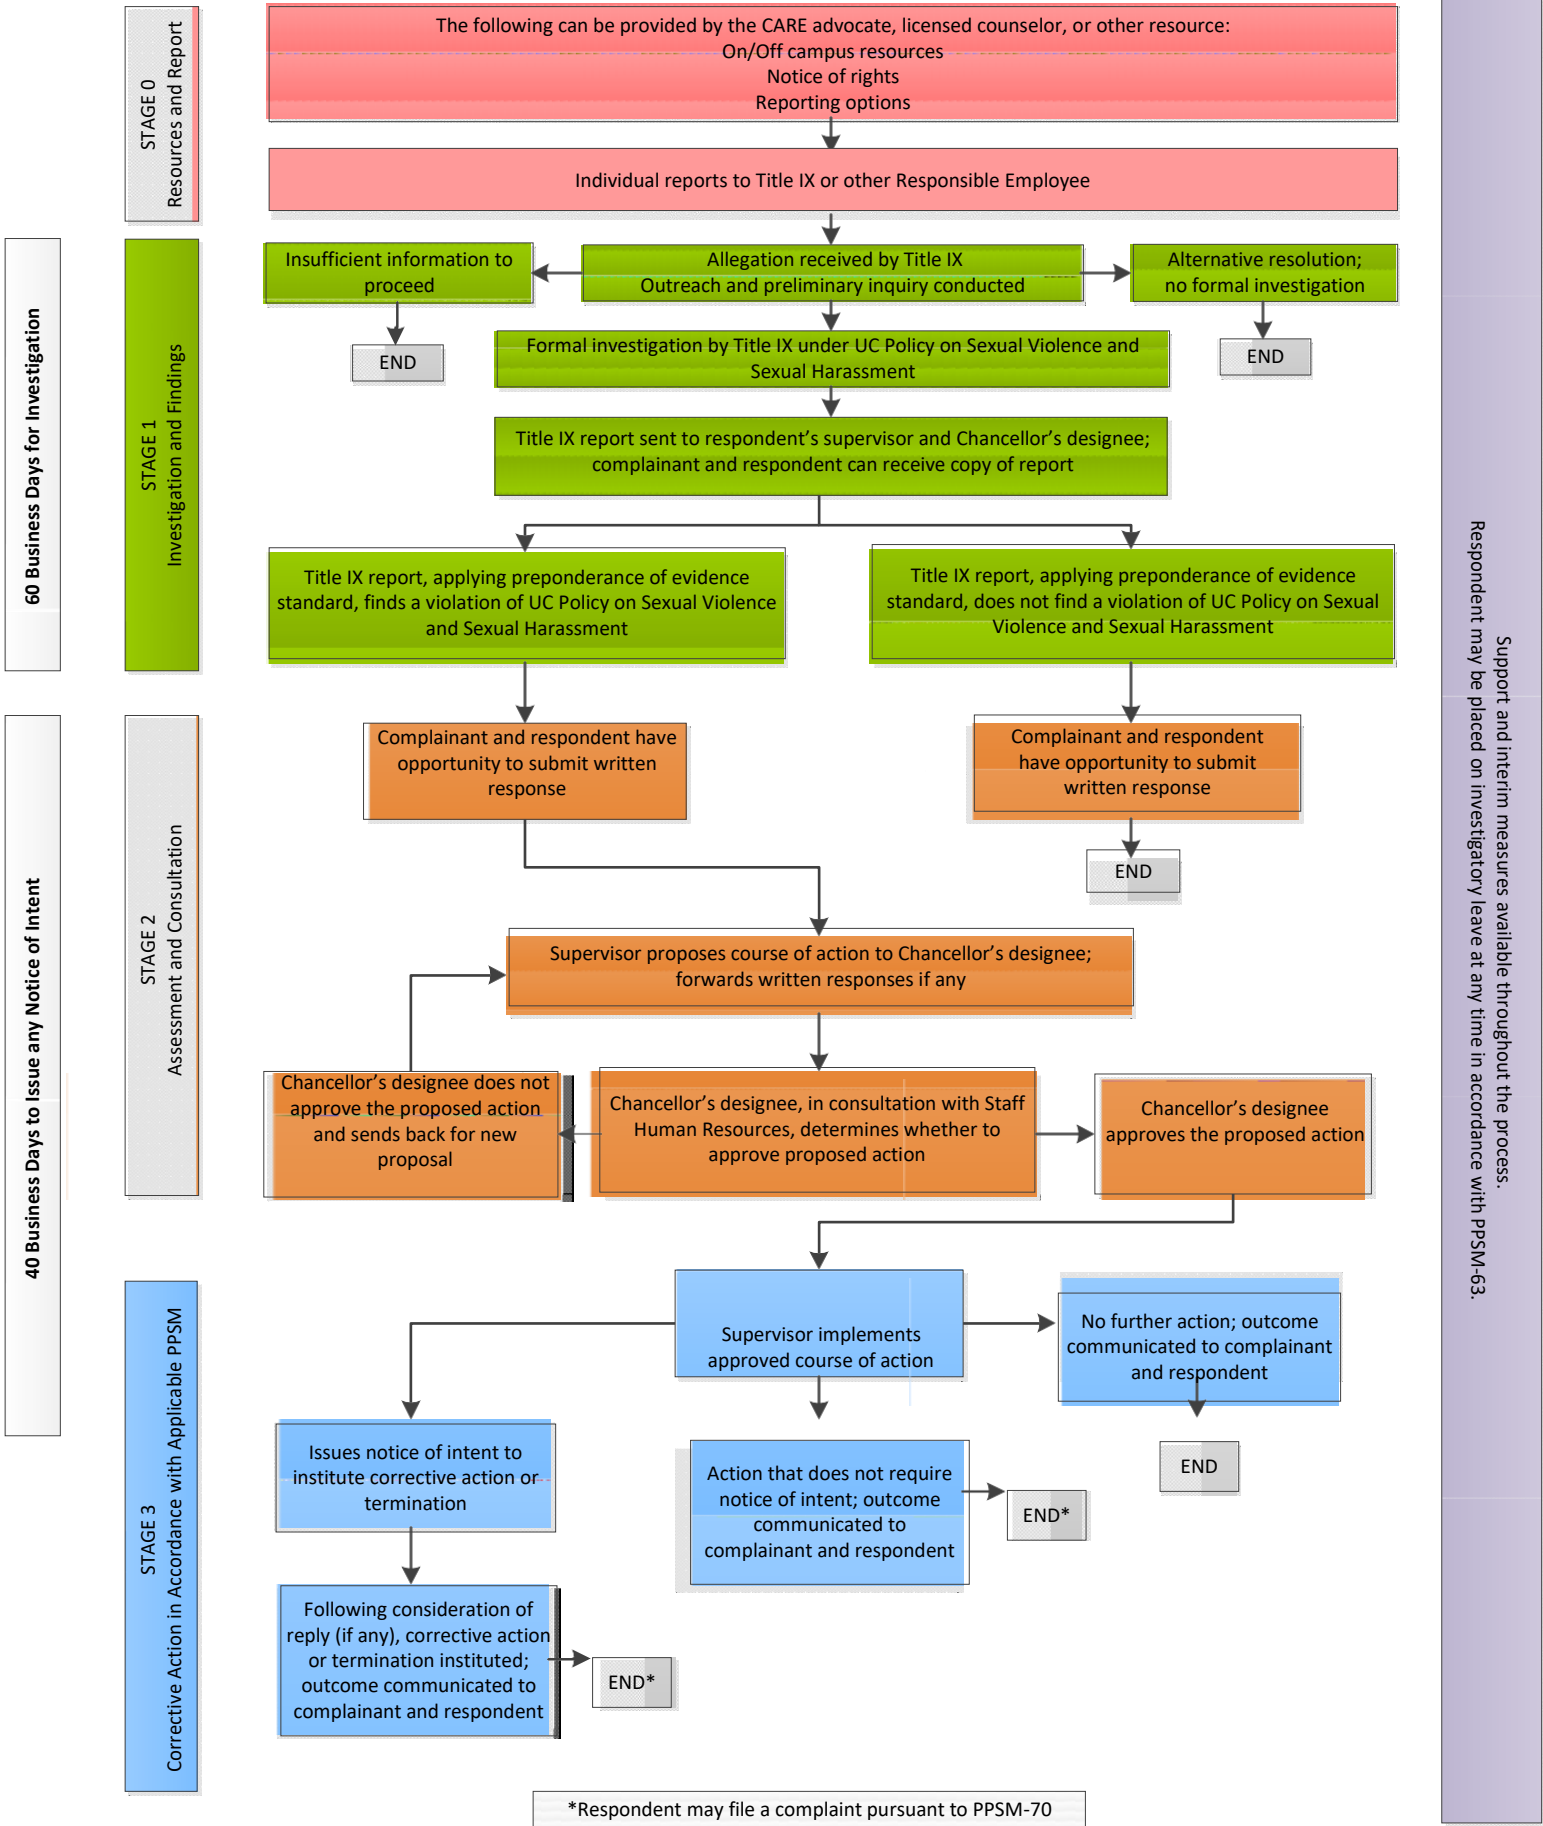 The following can be provided by the CARE advocate, licensed counselor, or other resource:
On/Off campus resources
Notice of rights
Reporting options
STAGE 0
Resources and Report
Individual reports to Title IX or other Responsible Employee
60 Business Days for Investigation
STAGE 1
Investigation and Findings
Insufficient information to
proceed
Allegation received by Title IX
Outreach and preliminary inquiry conducted
Alternative resolution;
no formal investigation
END
Formal investigation by Title IX under UC Policy on Sexual Violence and
Sexual Harassment
END
Title IX report sent to respondent's supervisor and Chancellor's designee;
complainant and respondent can receive copy of report
Title IX report, applying preponderance of evidence
standard, finds a violation of UC Policy on Sexual Violence
and Sexual Harassment
Title IX report, applying preponderance of evidence
standard, does not find a violation of UC Policy on Sexual
Violence and Sexual Harassment
Support and interim measures available throughout the process.
Respondent may be placed on investigatory leave at any time in accordance with PPSM-63.
40 Business Days to Issue any Notice of Intent
STAGE 2
Assessment and Consultation
Complainant and respondent have
opportunity to submit written
response
Complainant and respondent
have opportunity to submit
written response
END
Supervisor proposes course of action to Chancellor's designee;
forwards written responses if any
Chancellor's designee does not
approve the proposed action
and sends back for new
proposal
Chancellor's designee, in consultation with Staff
Human Resources, determines whether to
approve proposed action
Chancellor's designee
approves the proposed action
STAGE 3
Corrective Action in Accordance with Applicable PPSM
Supervisor implements
approved course of action
No further action; outcome
communicated to complainant
and respondent
Issues notice of intent to
institute corrective action or
termination
Action that does not require
notice of intent; outcome
communicated to
complainant and respondent
END
END*
Following consideration of
reply (if any), corrective action
or termination instituted;
outcome communicated to
complainant and respondent
END*
*Respondent may file a complaint pursuant to PPSM-70